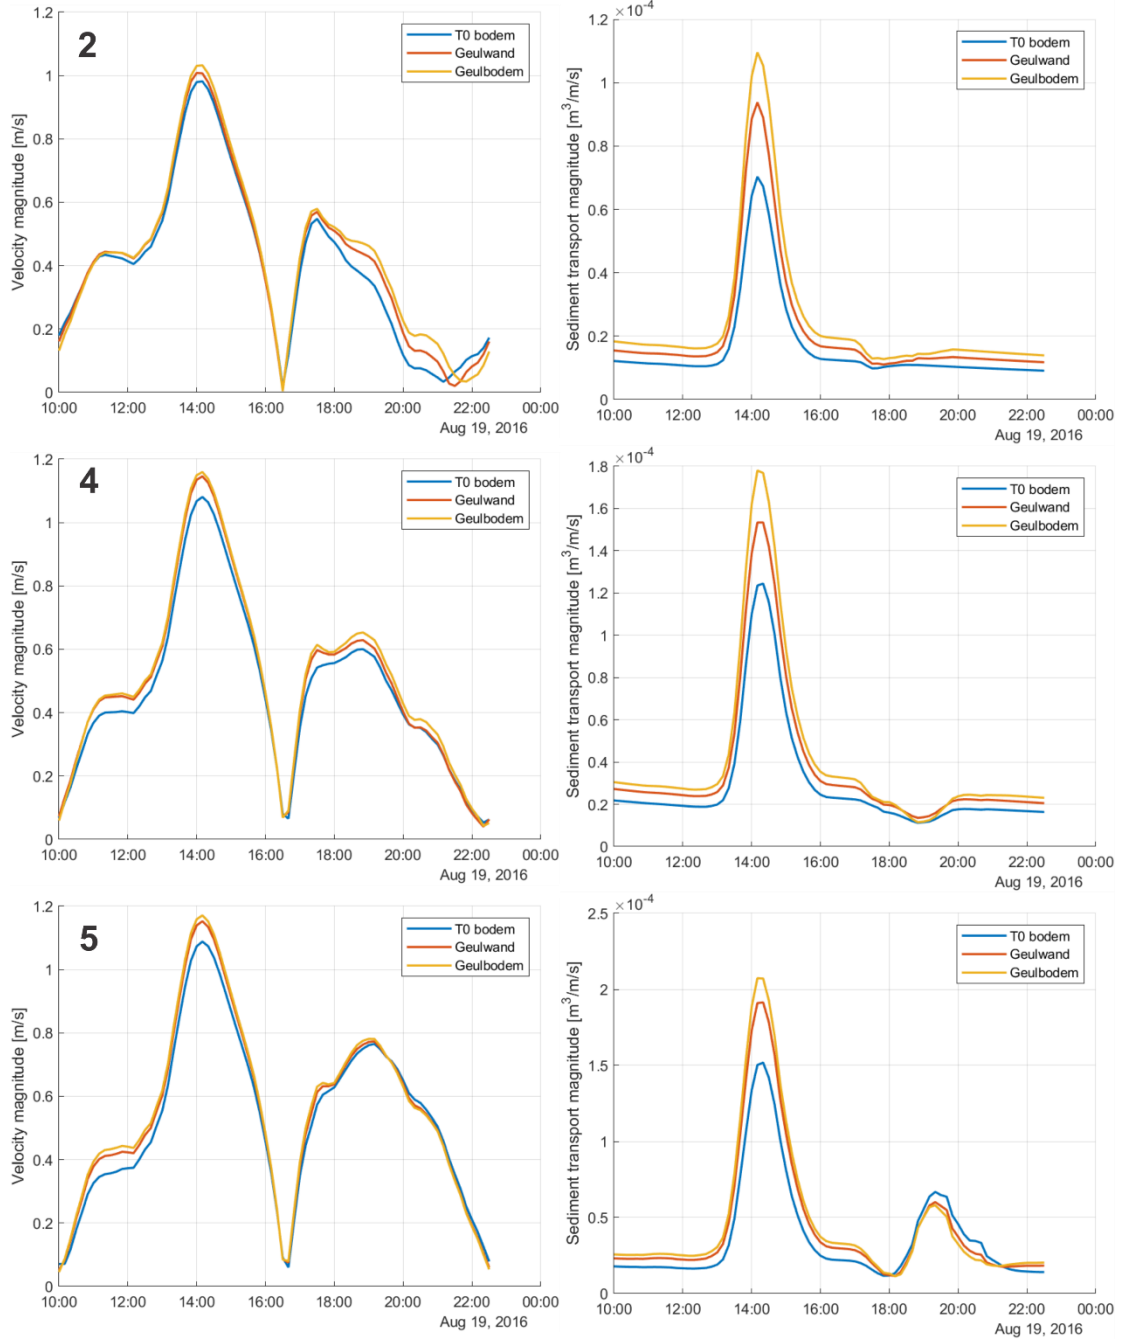 2
Velocity magnitude [m/s]
1.2
1
0.8
0.6
0.4
0.2
0
10:00 12:00 14:00 16:00 18:00 20:00 22:00 00:00
Aug 19, 2016
T0 bodem
Geulwand
Geulbodem
×10⁻⁴
Sediment transport magnitude [m³/m/s]
1.2
1
0.8
0.6
0.4
0.2
0
10:00 12:00 14:00 16:00 18:00 20:00 22:00 00:00
Aug 19, 2016
T0 bodem
Geulwand
Geulbodem
4
Velocity magnitude [m/s]
1.2
1
0.8
0.6
0.4
0.2
0
10:00 12:00 14:00 16:00 18:00 20:00 22:00 00:00
Aug 19, 2016
T0 bodem
Geulwand
Geulbodem
×10⁻⁴
Sediment transport magnitude [m³/m/s]
1.8
1.6
1.4
1.2
1
0.8
0.6
0.4
0.2
0
10:00 12:00 14:00 16:00 18:00 20:00 22:00 00:00
Aug 19, 2016
T0 bodem
Geulwand
Geulbodem
5
Velocity magnitude [m/s]
1.2
1
0.8
0.6
0.4
0.2
0
10:00 12:00 14:00 16:00 18:00 20:00 22:00 00:00
Aug 19, 2016
T0 bodem
Geulwand
Geulbodem
×10⁻⁴
Sediment transport magnitude [m³/m/s]
2.5
2
1.5
1
0.5
0
10:00 12:00 14:00 16:00 18:00 20:00 22:00 00:00
Aug 19, 2016
T0 bodem
Geulwand
Geulbodem